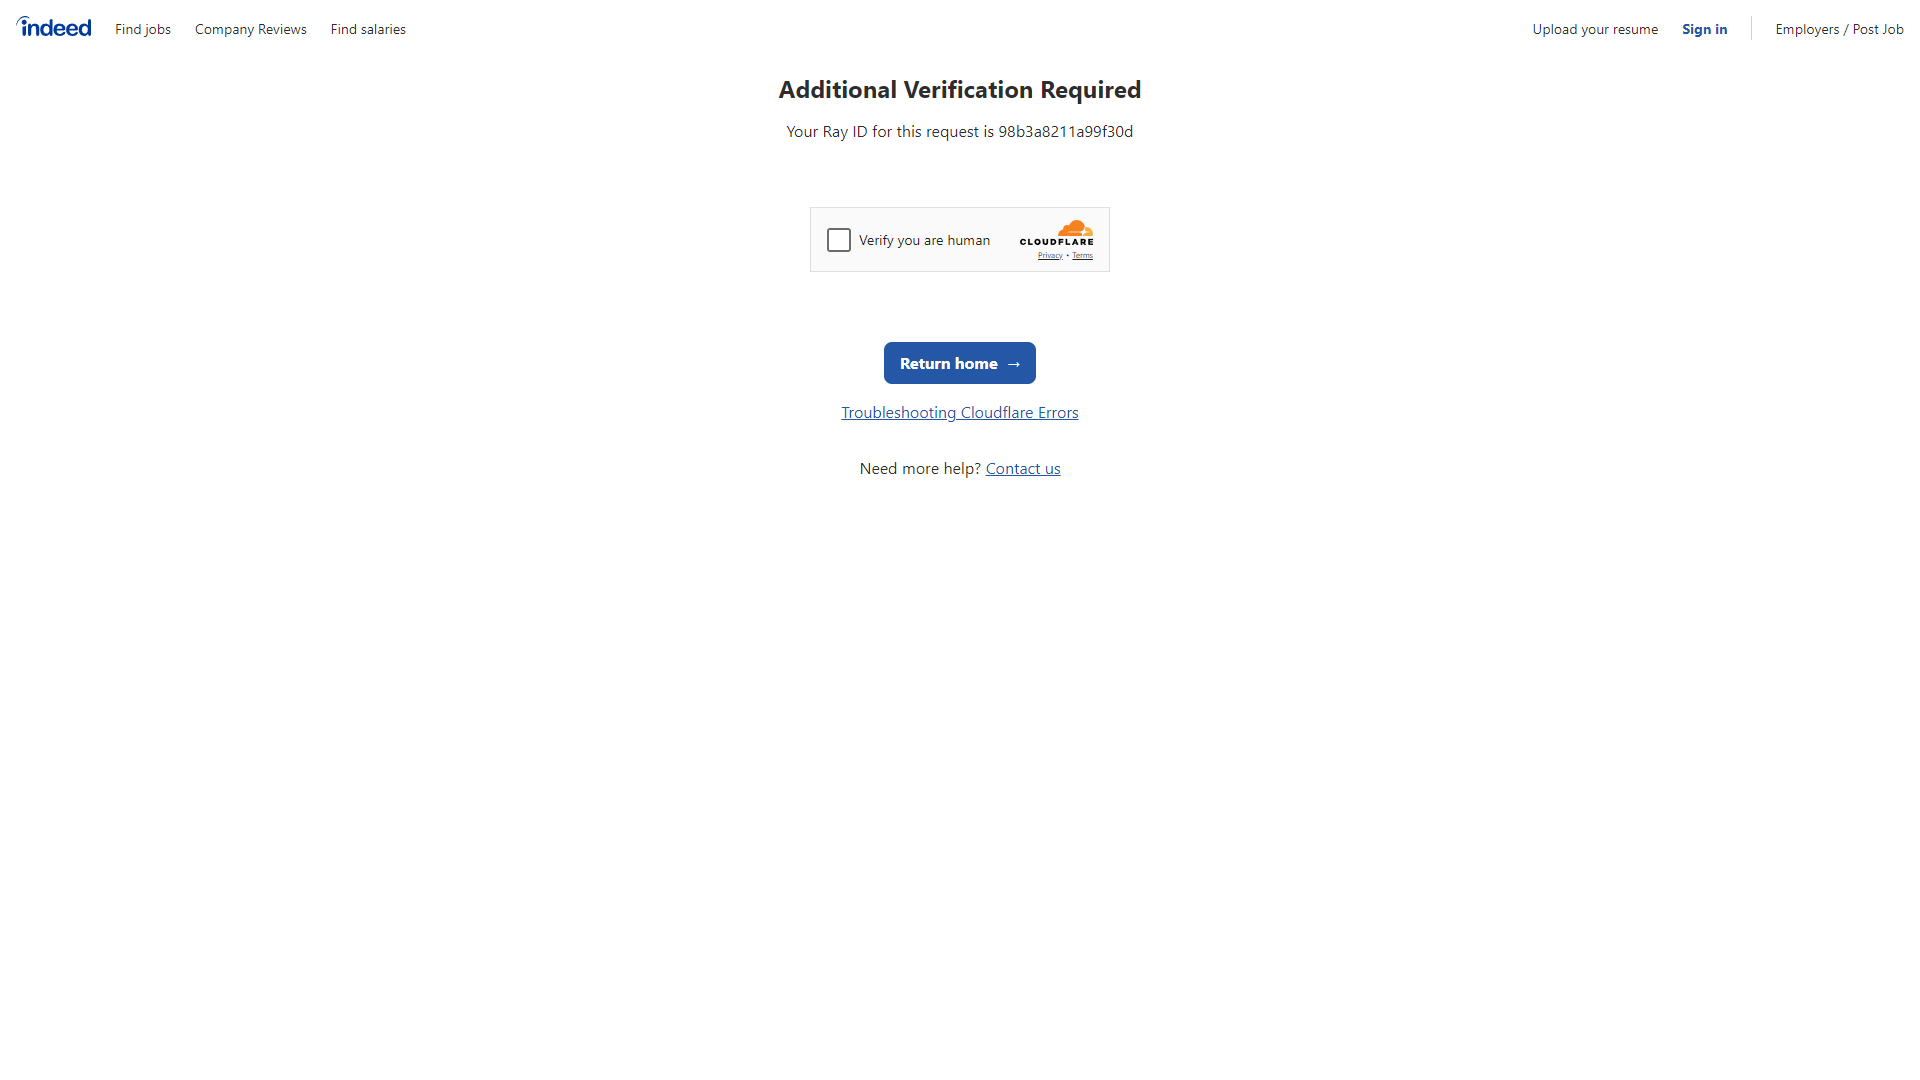 indeed
Find jobs
Company Reviews
Find salaries
Upload your resume
Sign in
Employers / Post Job
Additional Verification Required
Your Ray ID for this request is 98b3a8211a99f30d
Verify you are human
CLOUDFLARE
Privacy • Terms
Return home →
Troubleshooting Cloudflare Errors
Need more help? Contact us